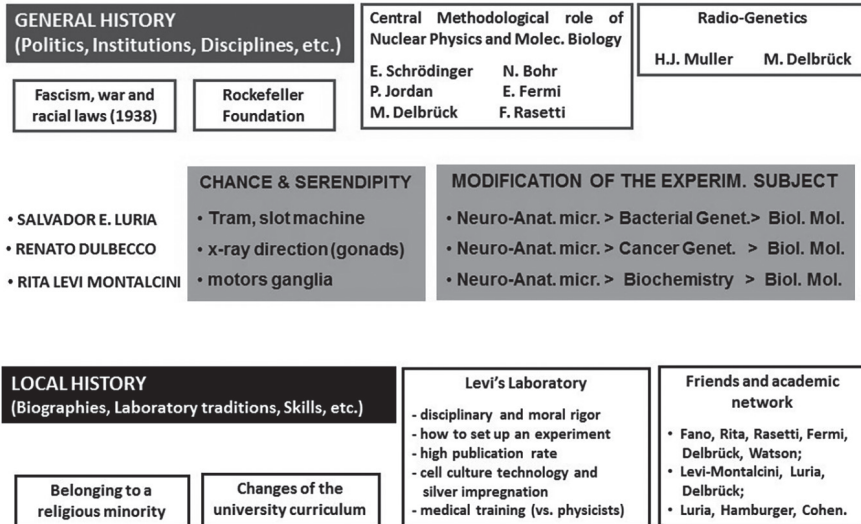 GENERAL HISTORY
(Politics, Institutions, Disciplines, etc.)
Fascism, war and
racial laws (1938)
Rockefeller
Foundation
Central Methodological role of
Nuclear Physics and Molec. Biology
E. Schrödinger N. Bohr
P. Jordan E. Fermi
M. Delbrück F. Rasetti
Radio-Genetics
H.J. Muller M. Delbrück
CHANCE & SERENDIPITY
MODIFICATION OF THE EXPERIM. SUBJECT
• SALVADOR E. LURIA • Tram, slot machine • Neuro-Anat. micr. > Bacterial Genet.> Biol. Mol.
• RENATO DULBECCO • x-ray direction (gonads) • Neuro-Anat. micr. > Cancer Genet. > Biol. Mol.
• RITA LEVI MONTALCINI • motors ganglia • Neuro-Anat. micr. > Biochemistry > Biol. Mol.
LOCAL HISTORY
(Biographies, Laboratory traditions, Skills, etc.)
Belonging to a
religious minority
Changes of the
university curriculum
Levi's Laboratory
- disciplinary and moral rigor
- how to set up an experiment
- high publication rate
- cell culture technology and
silver impregnation
- medical training (vs. physicists)
Friends and academic
network
• Fano, Rita, Rasetti, Fermi,
Delbrück, Watson;
• Levi-Montalcini, Luria,
Delbrück;
• Luria, Hamburger, Cohen.